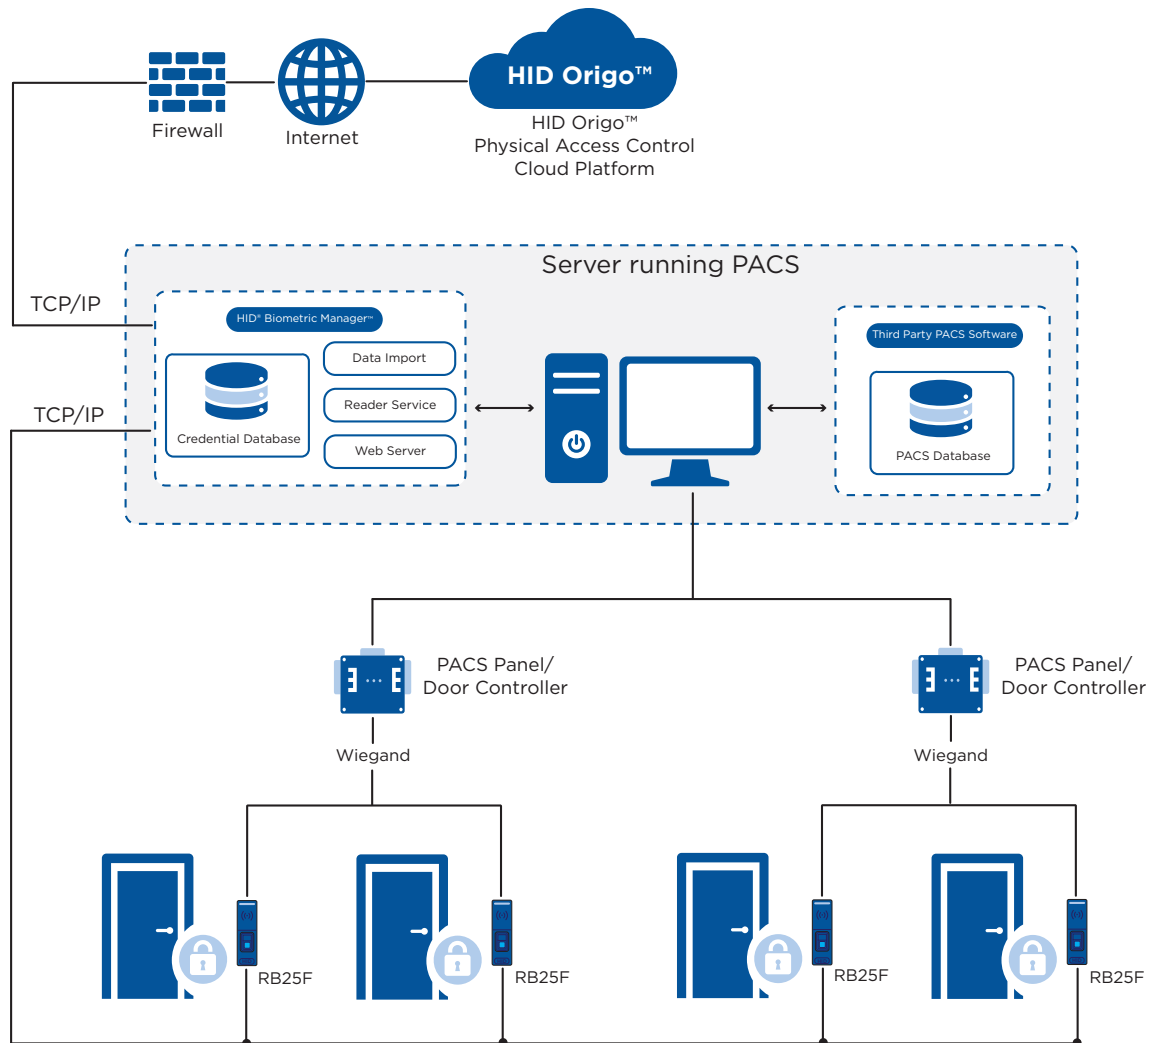 HID Origo™
Firewall
Internet
HID Origo™
Physical Access Control
Cloud Platform
Server running PACS
TCP/IP
HID® Biometric Manager™
Third Party PACS Software
Data Import
Reader Service
Credential Database
Web Server
PACS Database
TCP/IP
PACS Panel/
Door Controller
PACS Panel/
Door Controller
Wiegand
Wiegand
RB25F
RB25F
RB25F
RB25F